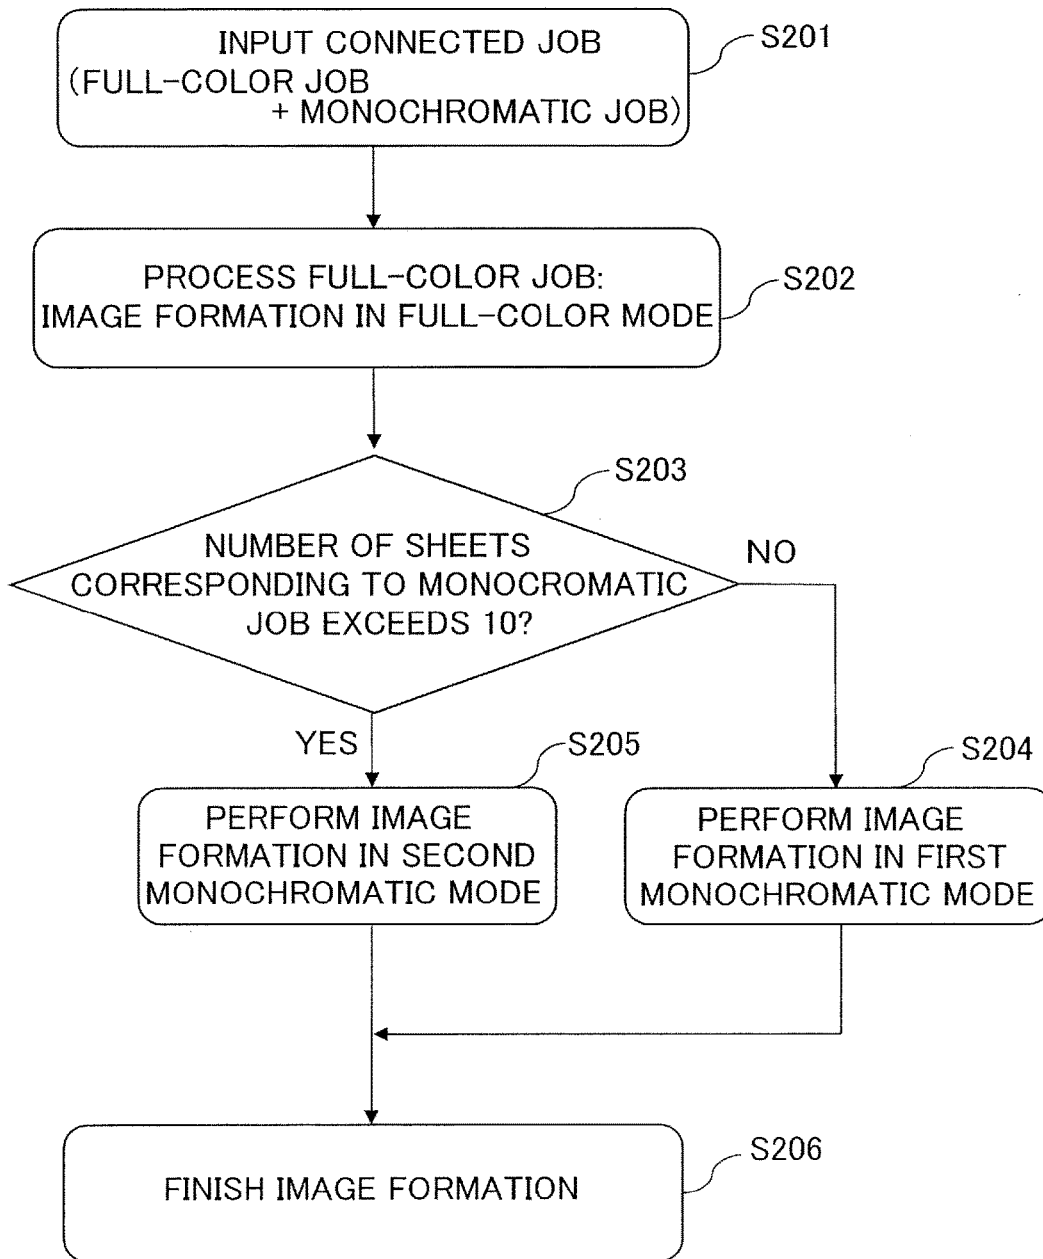 INPUT CONNECTED JOB
(FULL-COLOR JOB
+ MONOCHROMATIC JOB)
S201
PROCESS FULL-COLOR JOB:
IMAGE FORMATION IN FULL-COLOR MODE
S202
S203
NUMBER OF SHEETS
CORRESPONDING TO MONOCROMATIC
JOB EXCEEDS 10?
NO
YES
S205
S204
PERFORM IMAGE
FORMATION IN SECOND
MONOCHROMATIC MODE
PERFORM IMAGE
FORMATION IN FIRST
MONOCHROMATIC MODE
S206
FINISH IMAGE FORMATION